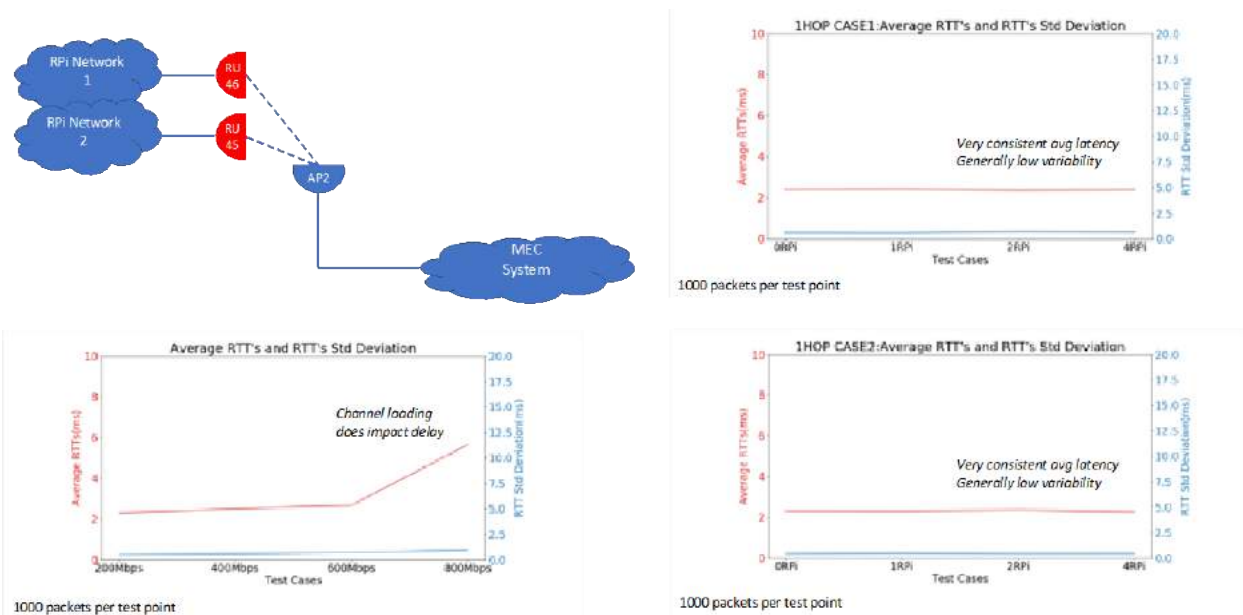 RPi Network
1
RU
46
RPi Network
2
RU
45
AP2
MEC
System
1HOP CASE1:Average RTT's and RTT's Std Deviation
Average RTTs(ms)
10
8
6
4
2
0
RTT Std Deviation(ms)
20.0
17.5
15.0
12.5
10.0
7.5
5.0
2.5
0.0
Very consistent avg latency
Generally low variability
0RPi 1RPi 2RPi 4RPi
Test Cases
1000 packets per test point
Average RTT's and RTT's Std Deviation
Average RTTs(ms)
10
8
6
4
2
0
RTT Std Deviation(ms)
20.0
17.5
15.0
12.5
10.0
7.5
5.0
2.5
0.0
Channel loading
does impact delay
200Mbps 400Mbps 600Mbps 800Mbps
Test Cases
1000 packets per test point
1HOP CASE2:Average RTT's and RTT's Std Deviation
Average RTTs(ms)
10
8
6
4
2
0
RTT Std Deviation(ms)
20.0
17.5
15.0
12.5
10.0
7.5
5.0
2.5
0.0
Very consistent avg latency
Generally low variability
0RPi 1RPi 2RPi 4RPi
Test Cases
1000 packets per test point